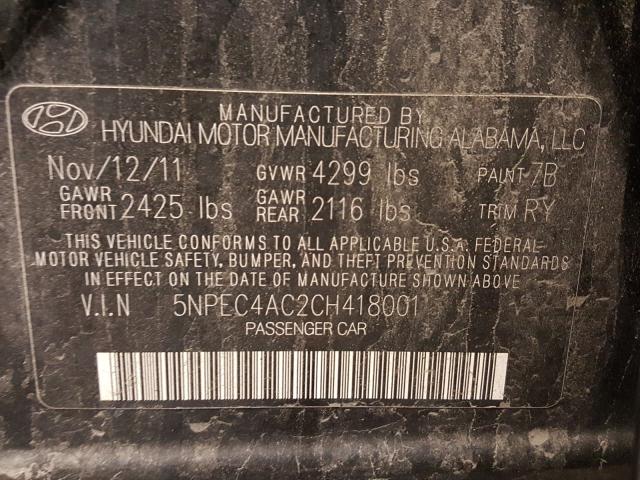 MANUFACTURED BY
HYUNDAI MOTOR MANUFACTURING ALABAMA, LLC
Nov/12/11 GVWR 4299 lbs PAINT 7B
GAWR FRONT 2425 lbs GAWR REAR 2116 lbs TRIM RY
THIS VEHICLE CONFORMS TO ALL APPLICABLE U.S.A. FEDERAL
MOTOR VEHICLE SAFETY, BUMPER, AND THEFT PREVENTION STANDARDS
IN EFFECT ON THE DATE OF MANUFACTURE SHOWN ABOVE
V.I.N 5NPEC4AC2CH418001
PASSENGER CAR